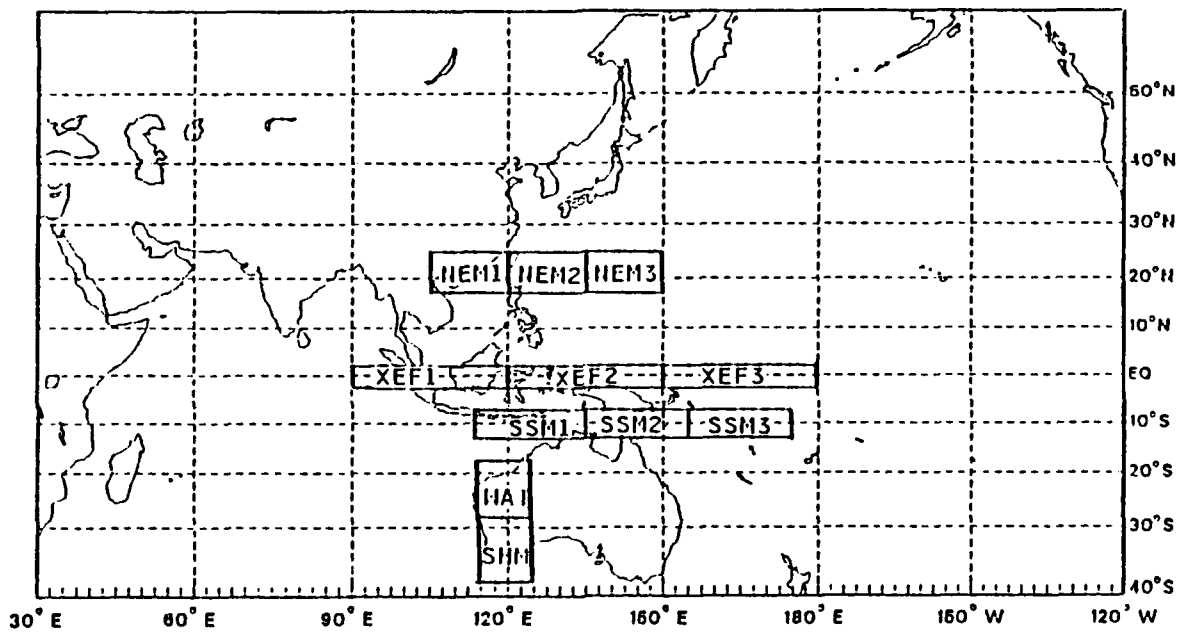 50°N
40°N
30°N
NEM1 NEM2 NEM3
20°N
10°N
XEF1 XEF2 XEF3
EQ
SSM1 SSM2 SSM3
10°S
20°S
HAI
30°S
SHM
40°S
30°E 60°E 90°E 120°E 150°E 180°E 150°W 120°W